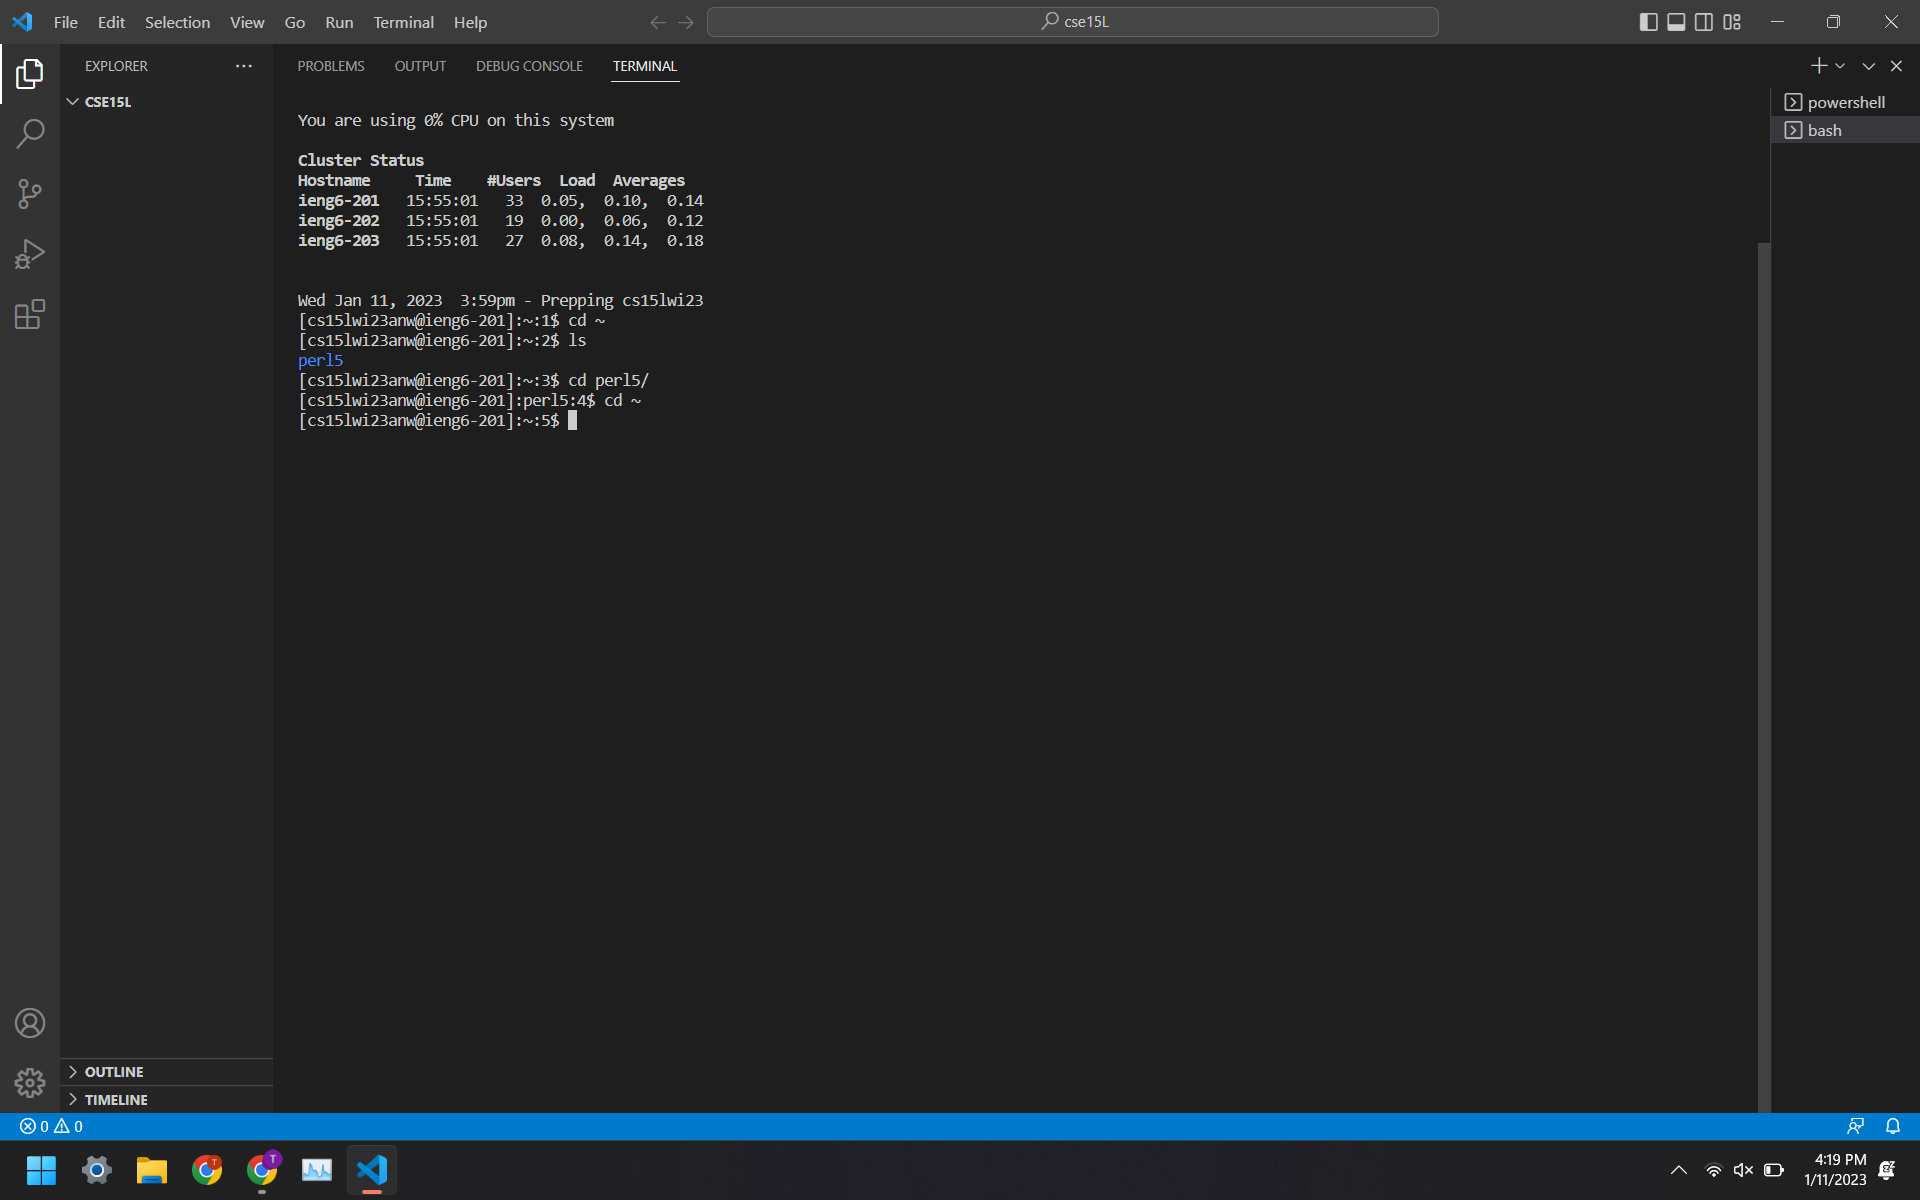 File Edit Selection View Go Run Terminal Help
cse15L
EXPLORER
CSE15L
PROBLEMS OUTPUT DEBUG CONSOLE TERMINAL
powershell
bash
You are using 0% CPU on this system
Cluster Status
Hostname Time #Users Load Averages
ieng6-201 15:55:01 33 0.05, 0.10, 0.14
ieng6-202 15:55:01 19 0.00, 0.06, 0.12
ieng6-203 15:55:01 27 0.08, 0.14, 0.18
Wed Jan 11, 2023 3:59pm - Prepping cs15lwi23
[cs15lwi23anw@ieng6-201]:~:1$ cd ~
[cs15lwi23anw@ieng6-201]:~:2$ ls
perl5
[cs15lwi23anw@ieng6-201]:~:3$ cd perl5/
[cs15lwi23anw@ieng6-201]:perl5:4$ cd ~
[cs15lwi23anw@ieng6-201]:~:5$
OUTLINE
TIMELINE
0 0
T T
4:19 PM
1/11/2023